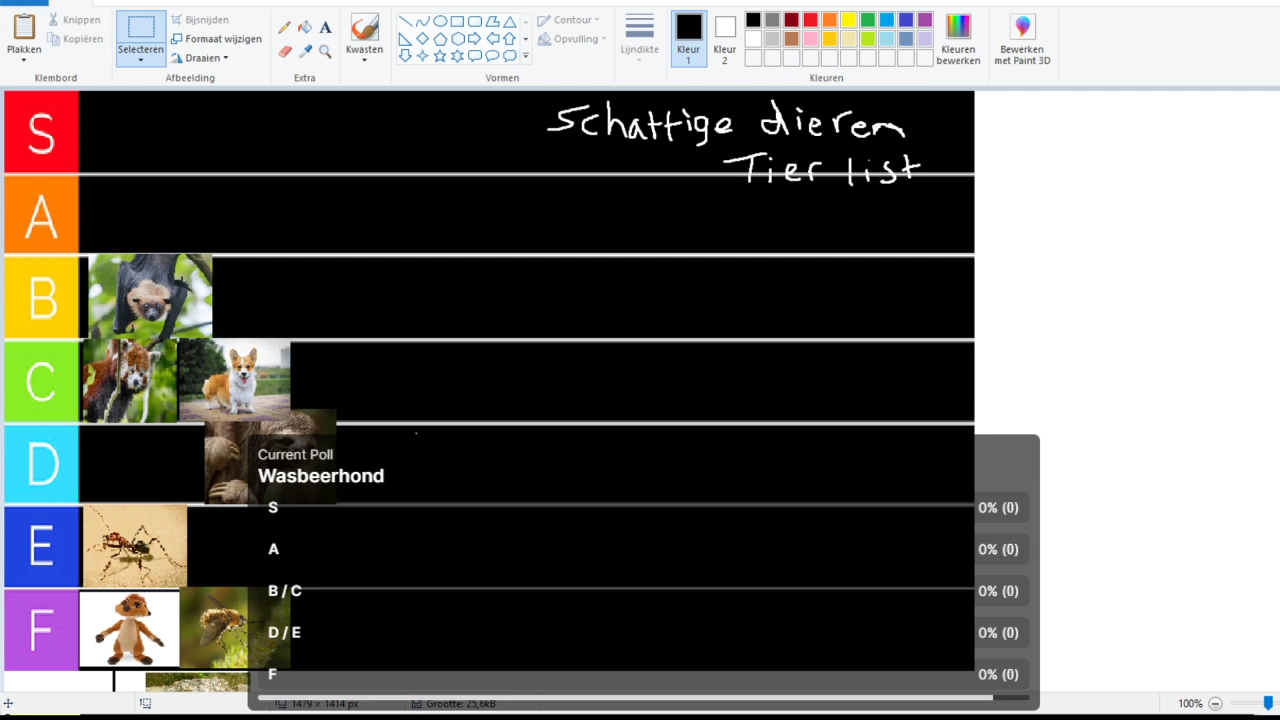 Plakken
Knippen
Kopiëren
Klembord
Selecteren
Bijsnijden
Formaat wijzigen
Draaien
Afbeelding
A
Extra
Kwasten
Contour
Opvulling
Vormen
Lijndikte
Kleur 1
Kleur 2
Kleuren bewerken
Kleuren
Bewerken met Paint 3D
Schattige dieren
Tier list
S
A
B
C
D
E
F
Current Poll
Wasbeerhond
S 0% (0)
A 0% (0)
B / C 0% (0)
D / E 0% (0)
F 0% (0)
1479 × 1414 px
Grootte: 25,6kB
100%